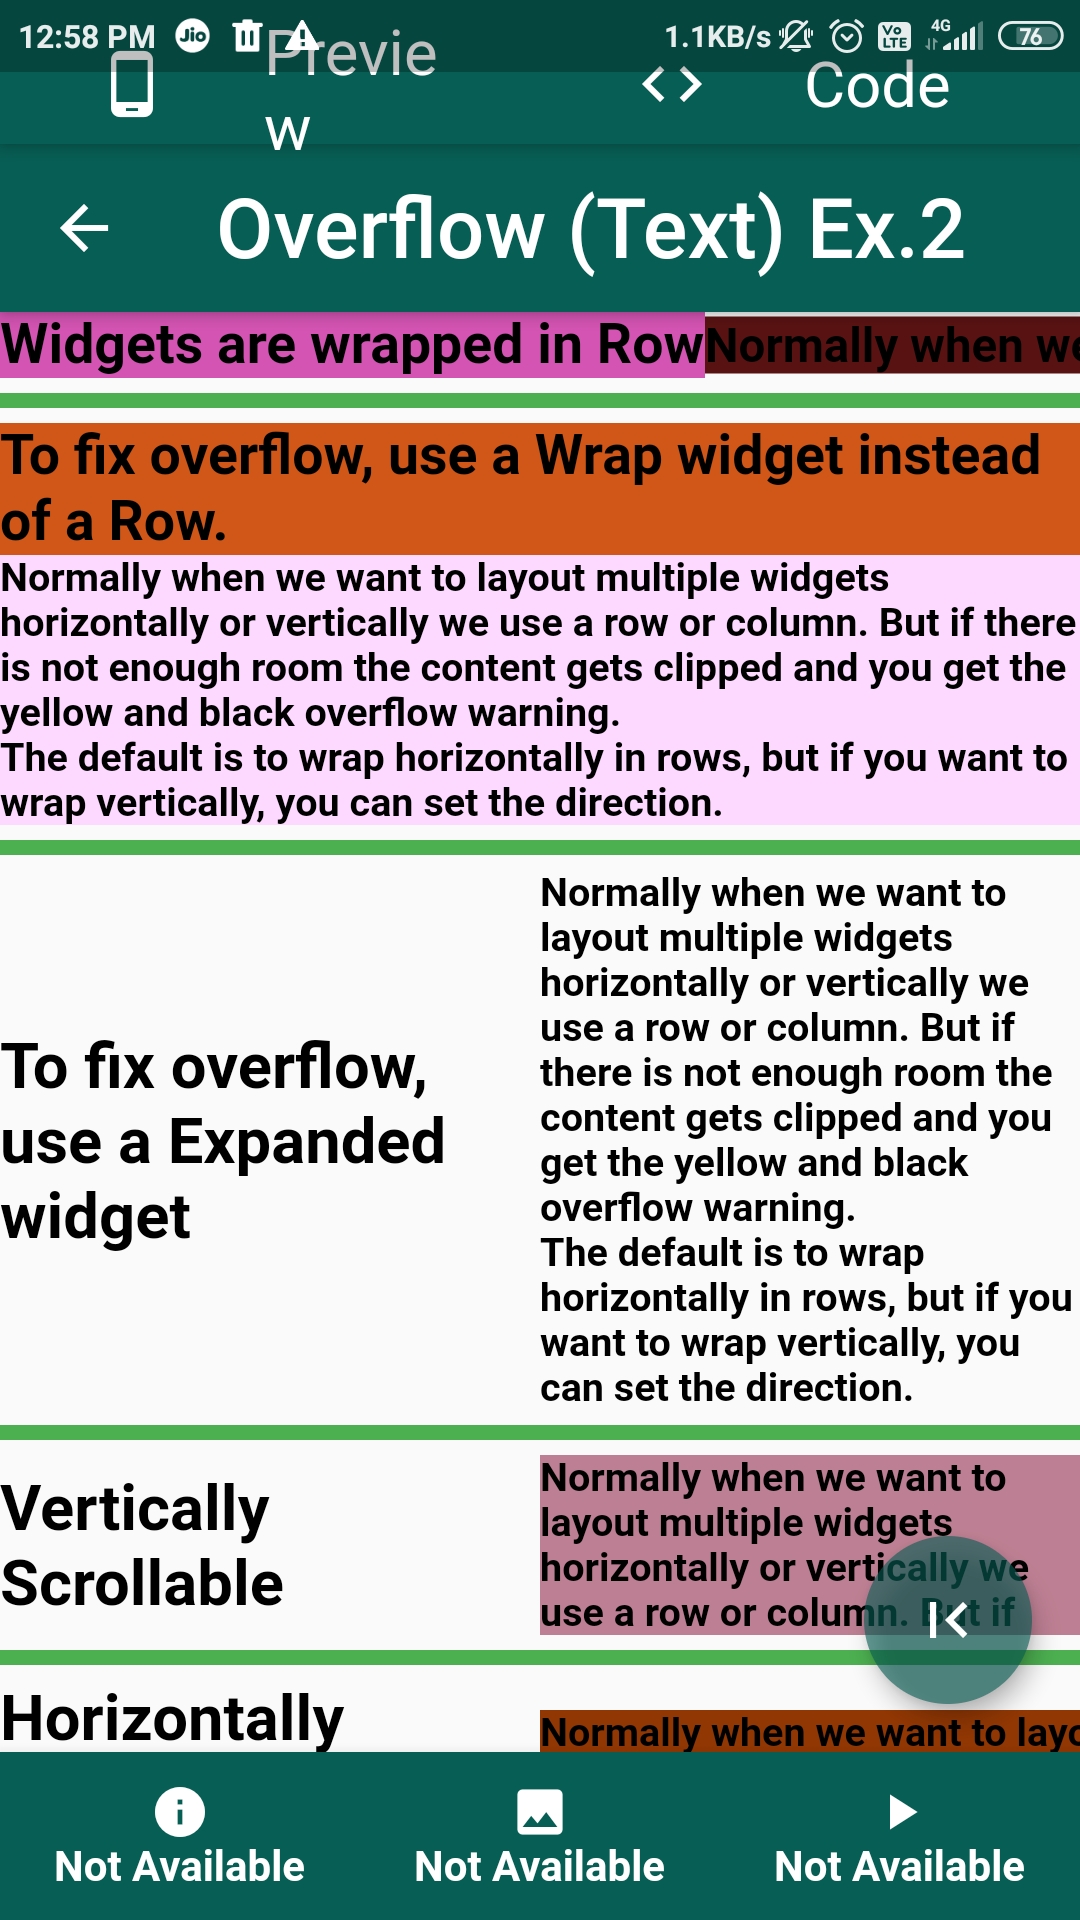 12:58 PM Jio 1.1KB/s Vo LTE 4G 76
Previe
w
Code
Overflow (Text) Ex.2
Widgets are wrapped in Row Normally when we
To fix overflow, use a Wrap widget instead
of a Row.
Normally when we want to layout multiple widgets
horizontally or vertically we use a row or column. But if there
is not enough room the content gets clipped and you get the
yellow and black overflow warning.
The default is to wrap horizontally in rows, but if you want to
wrap vertically, you can set the direction.
To fix overflow,
use a Expanded
widget
Normally when we want to
layout multiple widgets
horizontally or vertically we
use a row or column. But if
there is not enough room the
content gets clipped and you
get the yellow and black
overflow warning.
The default is to wrap
horizontally in rows, but if you
want to wrap vertically, you
can set the direction.
Vertically
Scrollable
Normally when we want to
layout multiple widgets
horizontally or vertically we
use a row or column. But if
Horizontally
Normally when we want to layo
Not Available
Not Available
Not Available